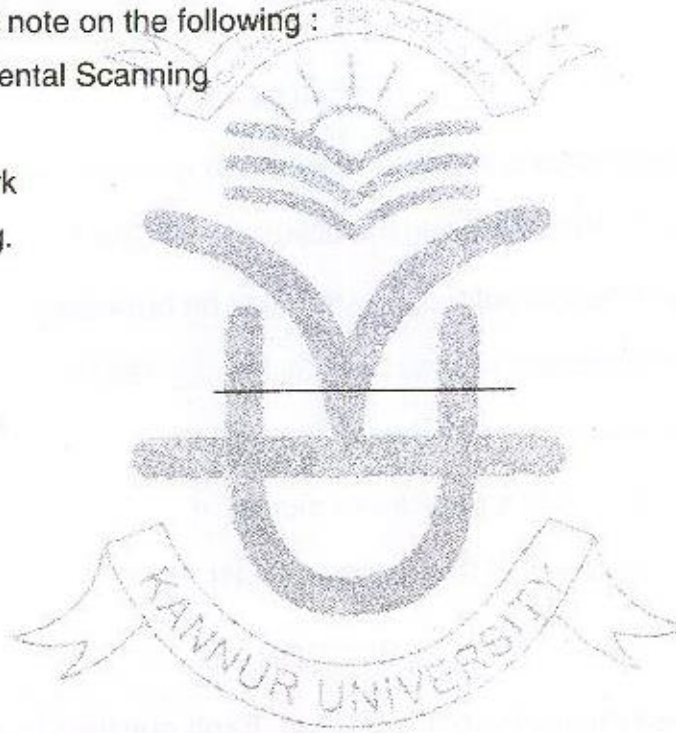 note on the following :
ental Scanning
rk
g.
KANNUR UNIVERSITY